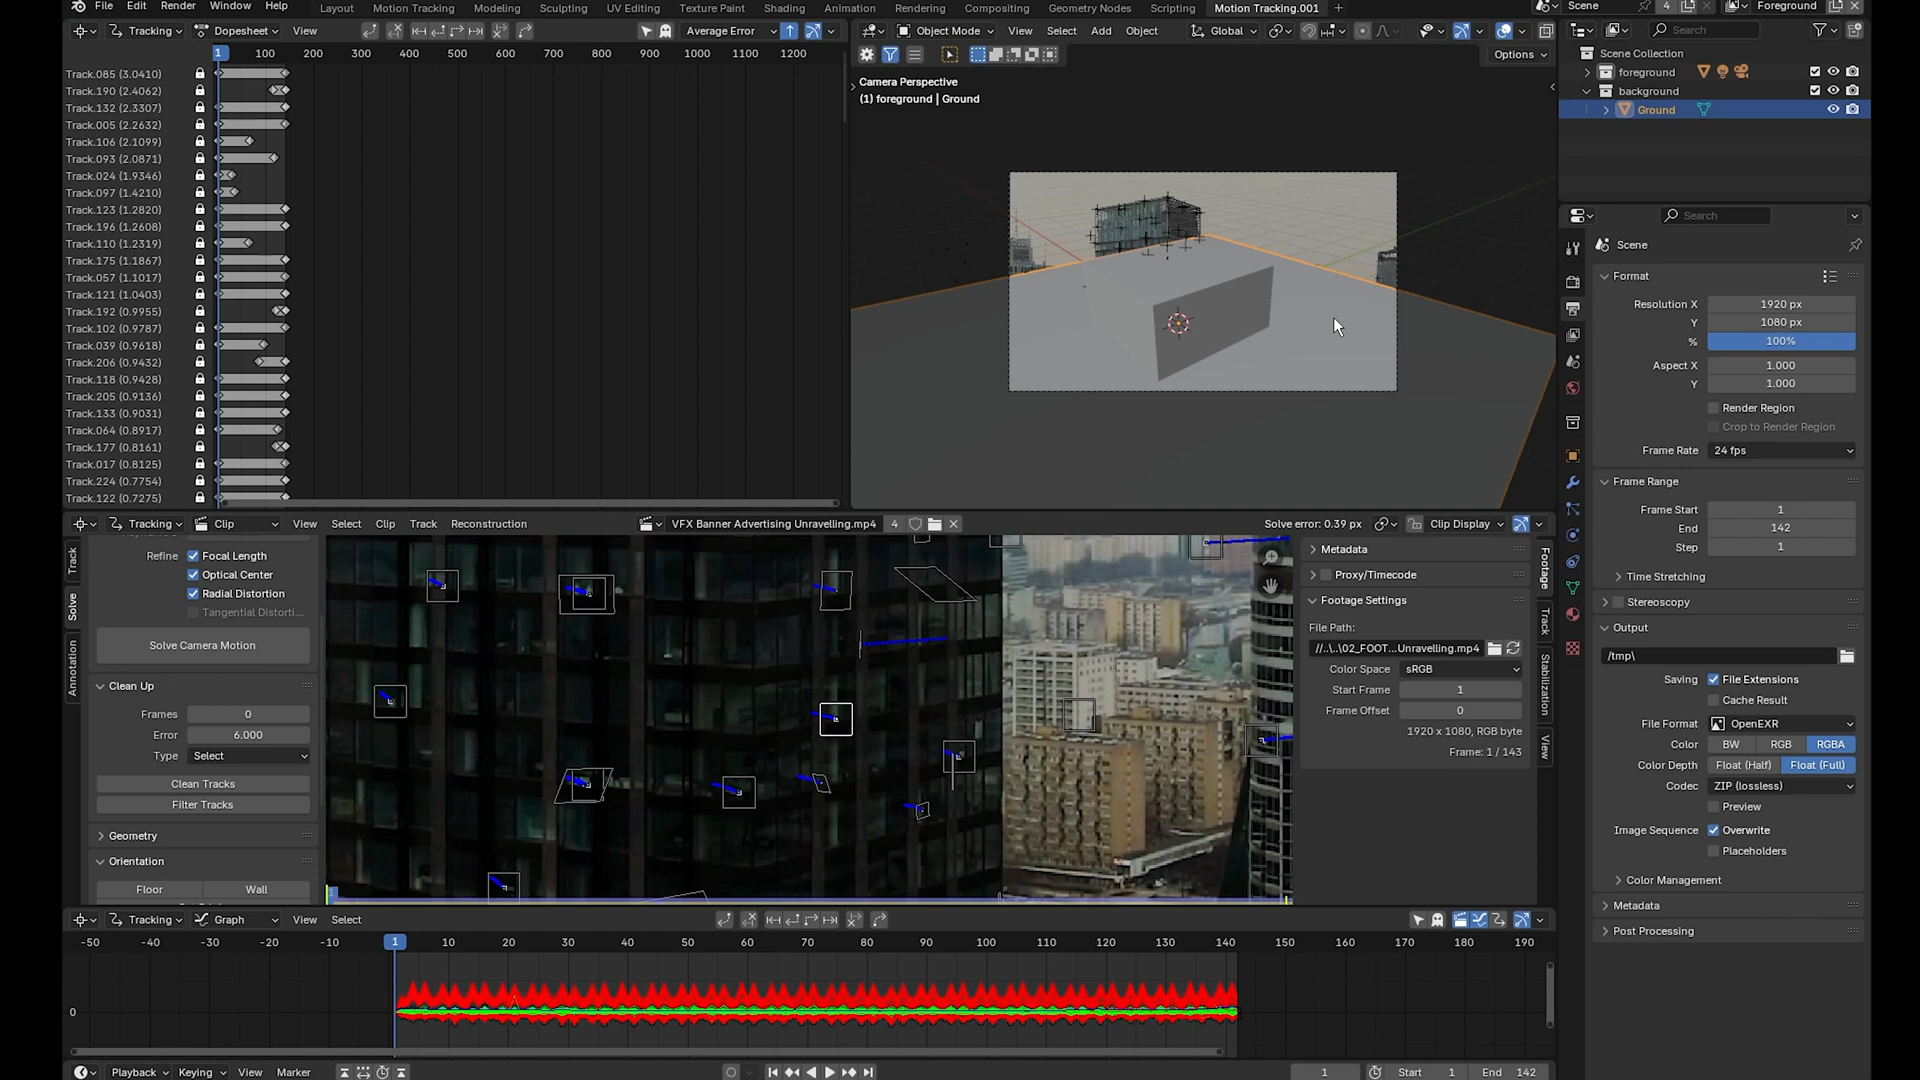 File Edit Render Window Help Layout Motion Tracking Modeling Sculpting UV Editing Texture Paint Shading Animation Rendering Compositing Geometry Nodes Scripting Motion Tracking.001 + Scene 4 Foreground
Tracking Dopesheet View Average Error
1 100 200 300 400 500 600 700 800 900 1000 1100 1200
Track.085 (3.0410)
Track.190 (2.4062)
Track.132 (2.3307)
Track.005 (2.2632)
Track.106 (2.1099)
Track.093 (2.0871)
Track.024 (1.9346)
Track.097 (1.4210)
Track.123 (1.2820)
Track.196 (1.2608)
Track.110 (1.2319)
Track.175 (1.1867)
Track.057 (1.1017)
Track.121 (1.0403)
Track.192 (0.9955)
Track.102 (0.9787)
Track.039 (0.9618)
Track.206 (0.9432)
Track.118 (0.9428)
Track.205 (0.9136)
Track.133 (0.9031)
Track.064 (0.8917)
Track.177 (0.8161)
Track.017 (0.8125)
Track.224 (0.7754)
Track.122 (0.7275)
Object Mode View Select Add Object Global
Options
Camera Perspective
(1) foreground | Ground
Search
Scene Collection
foreground
background
Ground
Search
Scene
Format
Resolution X 1920 px
Y 1080 px
% 100%
Aspect X 1.000
Y 1.000
Render Region
Crop to Render Region
Frame Rate 24 fps
Frame Range
Frame Start 1
End 142
Step 1
Time Stretching
Stereoscopy
Output
/tmp\
Saving File Extensions
Cache Result
File Format OpenEXR
Color BW RGB RGBA
Color Depth Float (Half) Float (Full)
Codec ZIP (lossless)
Preview
Image Sequence Overwrite
Placeholders
Color Management
Metadata
Post Processing
Tracking Clip View Select Clip Track Reconstruction VFX Banner Advertising Unravelling.mp4 4 Solve error: 0.39 px Clip Display
Track
Solve
Annotation
Refine: Focal Length
Optical Center
Radial Distortion
Tangential Distorti...
Solve Camera Motion
Clean Up
Frames 0
Error 6.000
Type Select
Clean Tracks
Filter Tracks
Geometry
Orientation
Floor Wall
1
Metadata
Proxy/Timecode
Footage Settings
File Path:
//..\..\02_FOOT...Unravelling.mp4
Color Space sRGB
Start Frame 1
Frame Offset 0
1920 x 1080, RGB byte
Frame: 1 / 143
Footage
Track
Stabilization
View
Tracking Graph View Select
-50 -40 -30 -20 -10 1 10 20 30 40 50 60 70 80 90 100 110 120 130 140 150 160 170 180 190
0
Playback Keying View Marker 1 Start 1 End 142